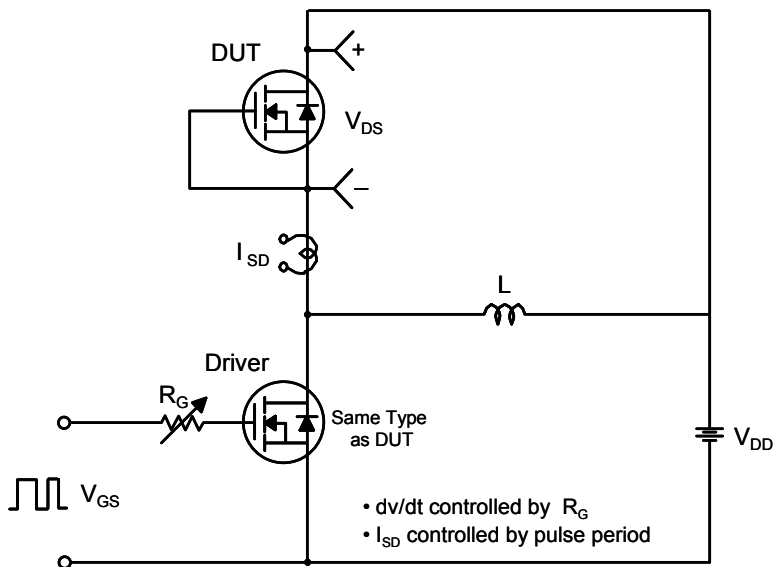 DUT
+
V_DS
–
I_SD
L
Driver
R_G
Same Type
as DUT
V_DD
V_GS
• dv/dt controlled by R_G
• I_SD controlled by pulse period